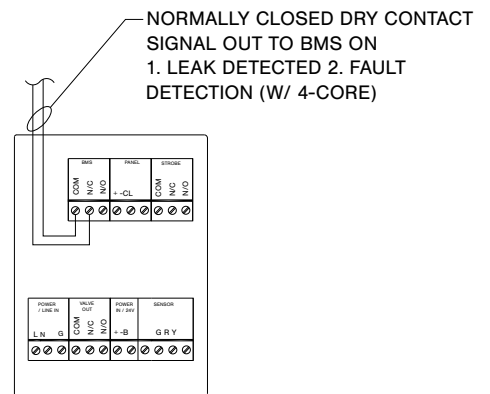 NORMALLY CLOSED DRY CONTACT
SIGNAL OUT TO BMS ON
1. LEAK DETECTED 2. FAULT
DETECTION (W/ 4-CORE)
BMS PANEL STROBE
COM N/C N/O + -CL COM N/C N/O
POWER / LINE IN VALVE OUT POWER IN / 24V SENSOR
L N G COM N/C N/O + -B G R Y